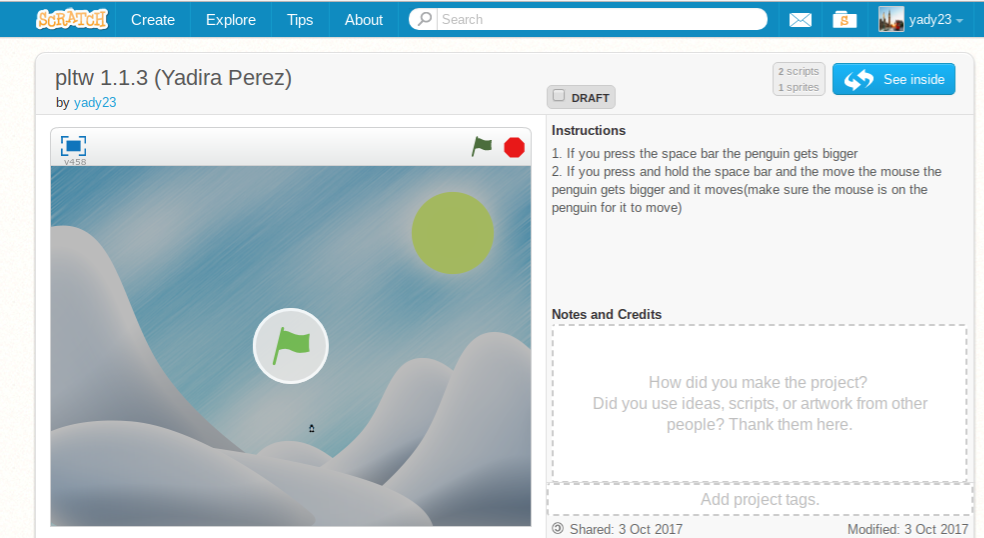 SCRATCH Create Explore Tips About Search yady23
pltw 1.1.3 (Yadira Perez)
by yady23
DRAFT
2 scripts
1 sprites
See inside
v458
Instructions
1. If you press the space bar the penguin gets bigger
2. If you press and hold the space bar and the move the mouse the
penguin gets bigger and it moves(make sure the mouse is on the
penguin for it to move)
Notes and Credits
How did you make the project?
Did you use ideas, scripts, or artwork from other
people? Thank them here.
Add project tags.
Shared: 3 Oct 2017 Modified: 3 Oct 2017